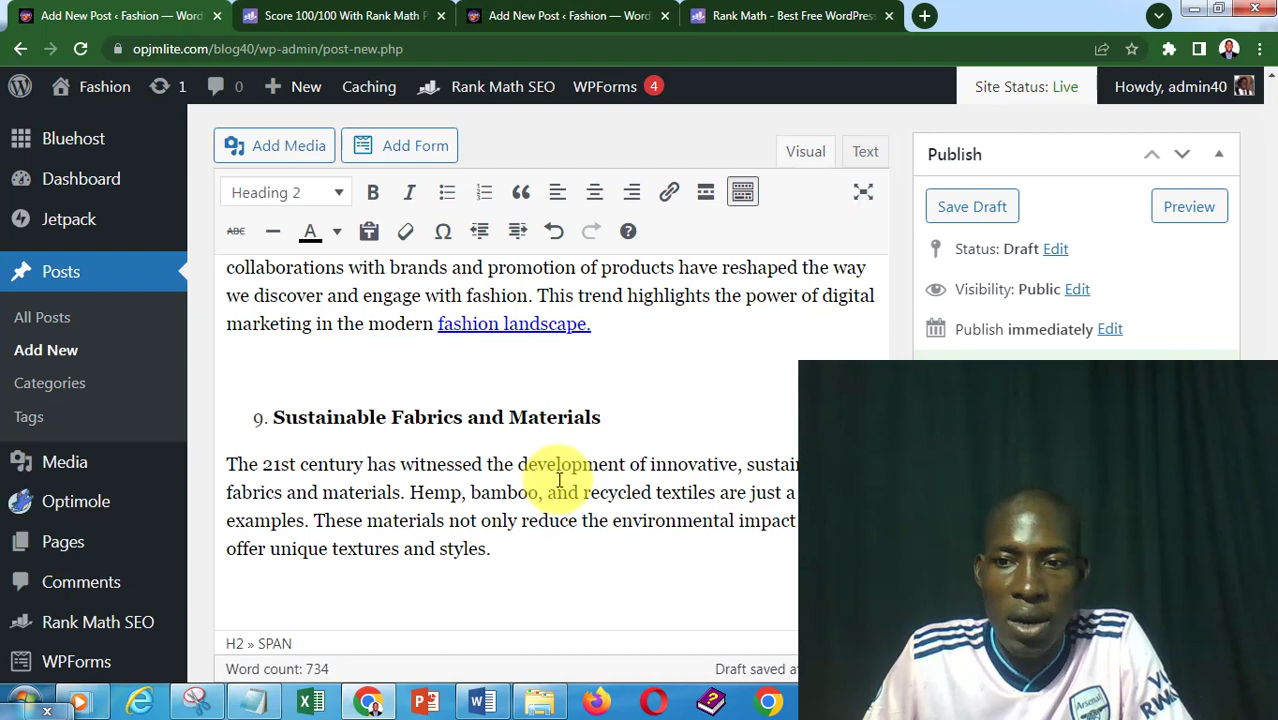 Add New Post ‹ Fashion — Word
Score 100/100 With Rank Math P
Add New Post ‹ Fashion — Word
Rank Math - Best Free WordPress
opjmlite.com/blog40/wp-admin/post-new.php
Fashion
1
0
New
Caching
Rank Math SEO
WPForms
4
Site Status: Live
Howdy, admin40
Bluehost
Dashboard
Jetpack
Posts
All Posts
Add New
Categories
Tags
Media
Optimole
Pages
Comments
Rank Math SEO
WPForms
Add Media
Add Form
Visual
Text
Heading 2
collaborations with brands and promotion of products have reshaped the way
we discover and engage with fashion. This trend highlights the power of digital
marketing in the modern fashion landscape.
9. Sustainable Fabrics and Materials
The 21st century has witnessed the development of innovative, sustain
fabrics and materials. Hemp, bamboo, and recycled textiles are just a
examples. These materials not only reduce the environmental impact
offer unique textures and styles.
H2 » SPAN
Word count: 734
Draft saved at
Publish
Save Draft
Preview
Status: Draft Edit
Visibility: Public Edit
Publish immediately Edit
Arsenal